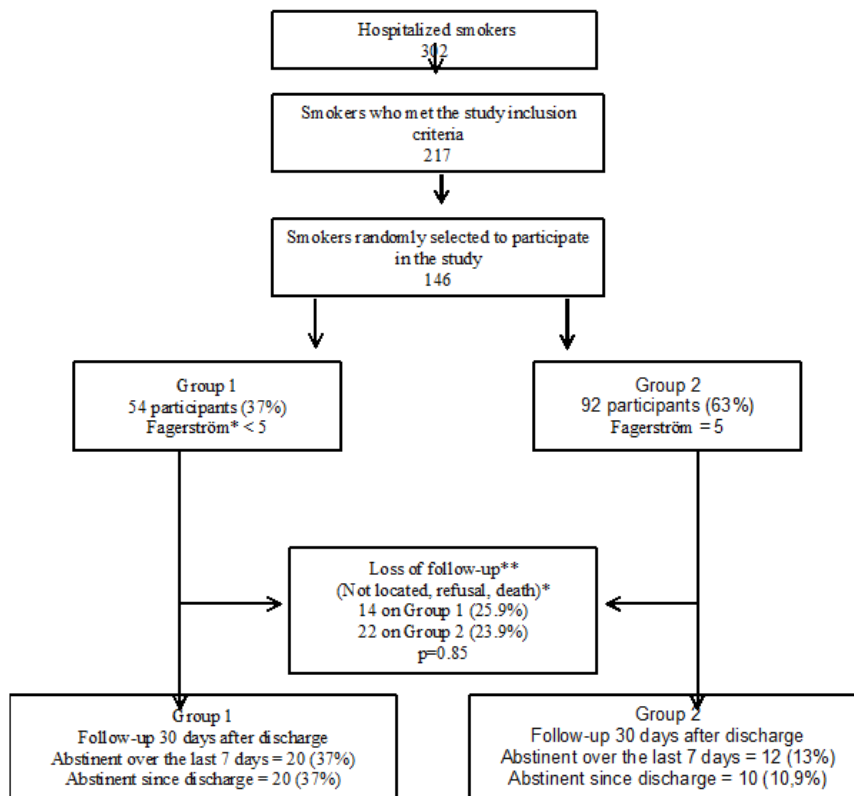 Hospitalized smokers
302
Smokers who met the study inclusion
criteria
217
Smokers randomly selected to participate
in the study
146
Group 1
54 participants (37%)
Fagerström* < 5
Group 2
92 participants (63%)
Fagerström = 5
Loss of follow-up**
(Not located, refusal, death)*
14 on Group 1 (25.9%)
22 on Group 2 (23.9%)
p=0.85
Group 1
Follow-up 30 days after discharge
Abstinent over the last 7 days = 20 (37%)
Abstinent since discharge = 20 (37%)
Group 2
Follow-up 30 days after discharge
Abstinent over the last 7 days = 12 (13%)
Abstinent since discharge = 10 (10,9%)